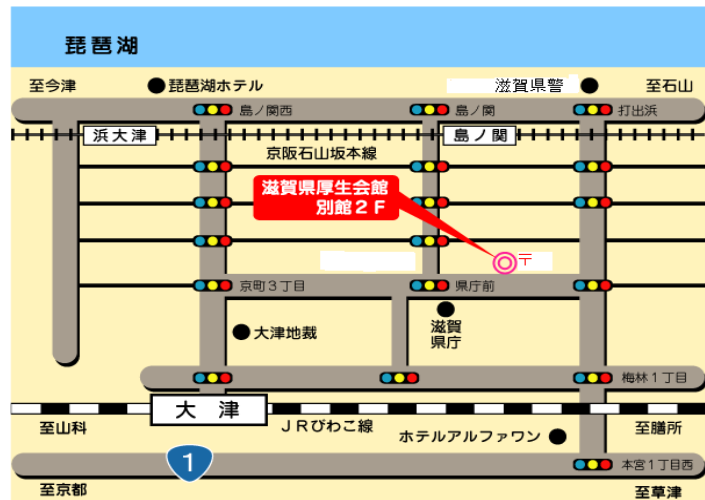 琵琶湖
至今津
琵琶湖ホテル
滋賀県警
至石山
島ノ関西
島ノ関
打出浜
浜大津
島ノ関
京阪石山坂本線
滋賀県厚生会館
別館２Ｆ
〒
京町３丁目
県庁前
大津地裁
滋賀
県庁
梅林１丁目
大津
至山科
ＪＲびわこ線
ホテルアルファワン
至膳所
1
本宮１丁目西
至京都
至草津